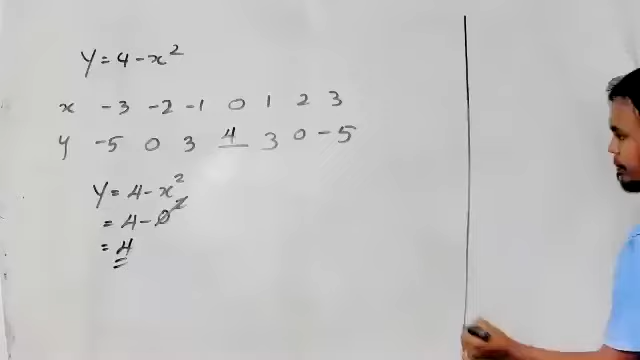 y = 4 - x²
x -3 -2 -1 0 1 2 3
y -5 0 3 4 3 0 -5
y = 4 - x²
= 4 - 0²
= 4